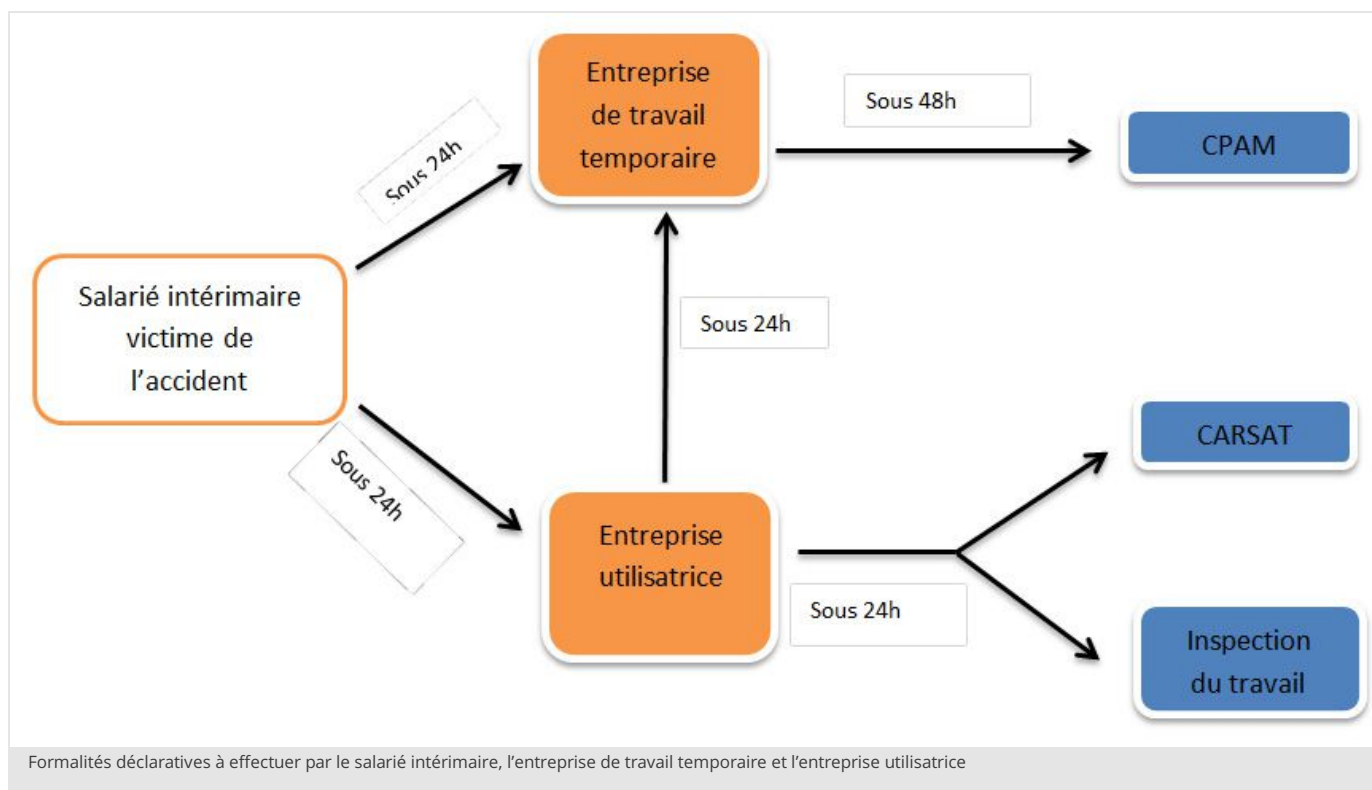 Entreprise
de travail
temporaire
Sous 48h
CPAM
Sous 24h
Salarié intérimaire
victime de
l'accident
Sous 24h
Sous 24h
CARSAT
Entreprise
utilisatrice
Sous 24h
Inspection
du travail
Formalités déclaratives à effectuer par le salarié intérimaire, l'entreprise de travail temporaire et l'entreprise utilisatrice